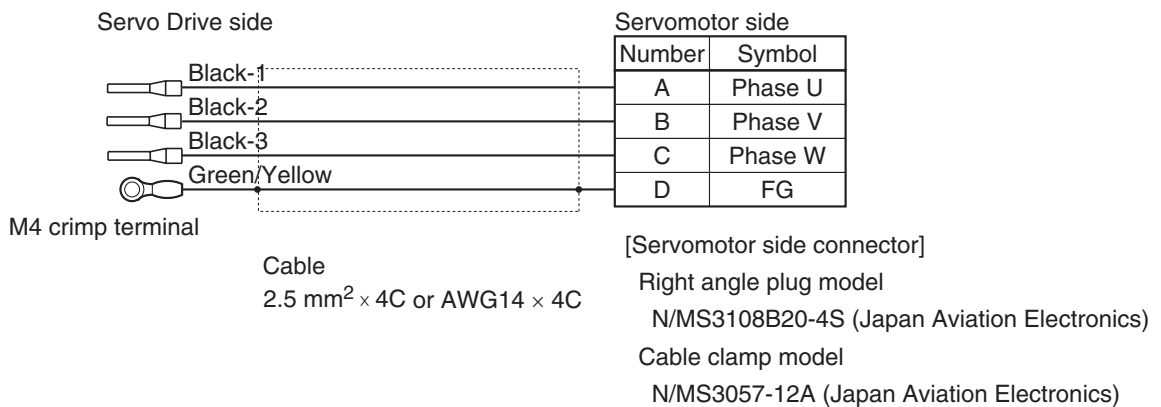 Servo Drive side
Servomotor side
Number Symbol
Black-1
A Phase U
Black-2
B Phase V
Black-3
C Phase W
Green/Yellow
D FG
M4 crimp terminal
Cable
2.5 mm² × 4C or AWG14 × 4C
[Servomotor side connector]
Right angle plug model
N/MS3108B20-4S (Japan Aviation Electronics)
Cable clamp model
N/MS3057-12A (Japan Aviation Electronics)